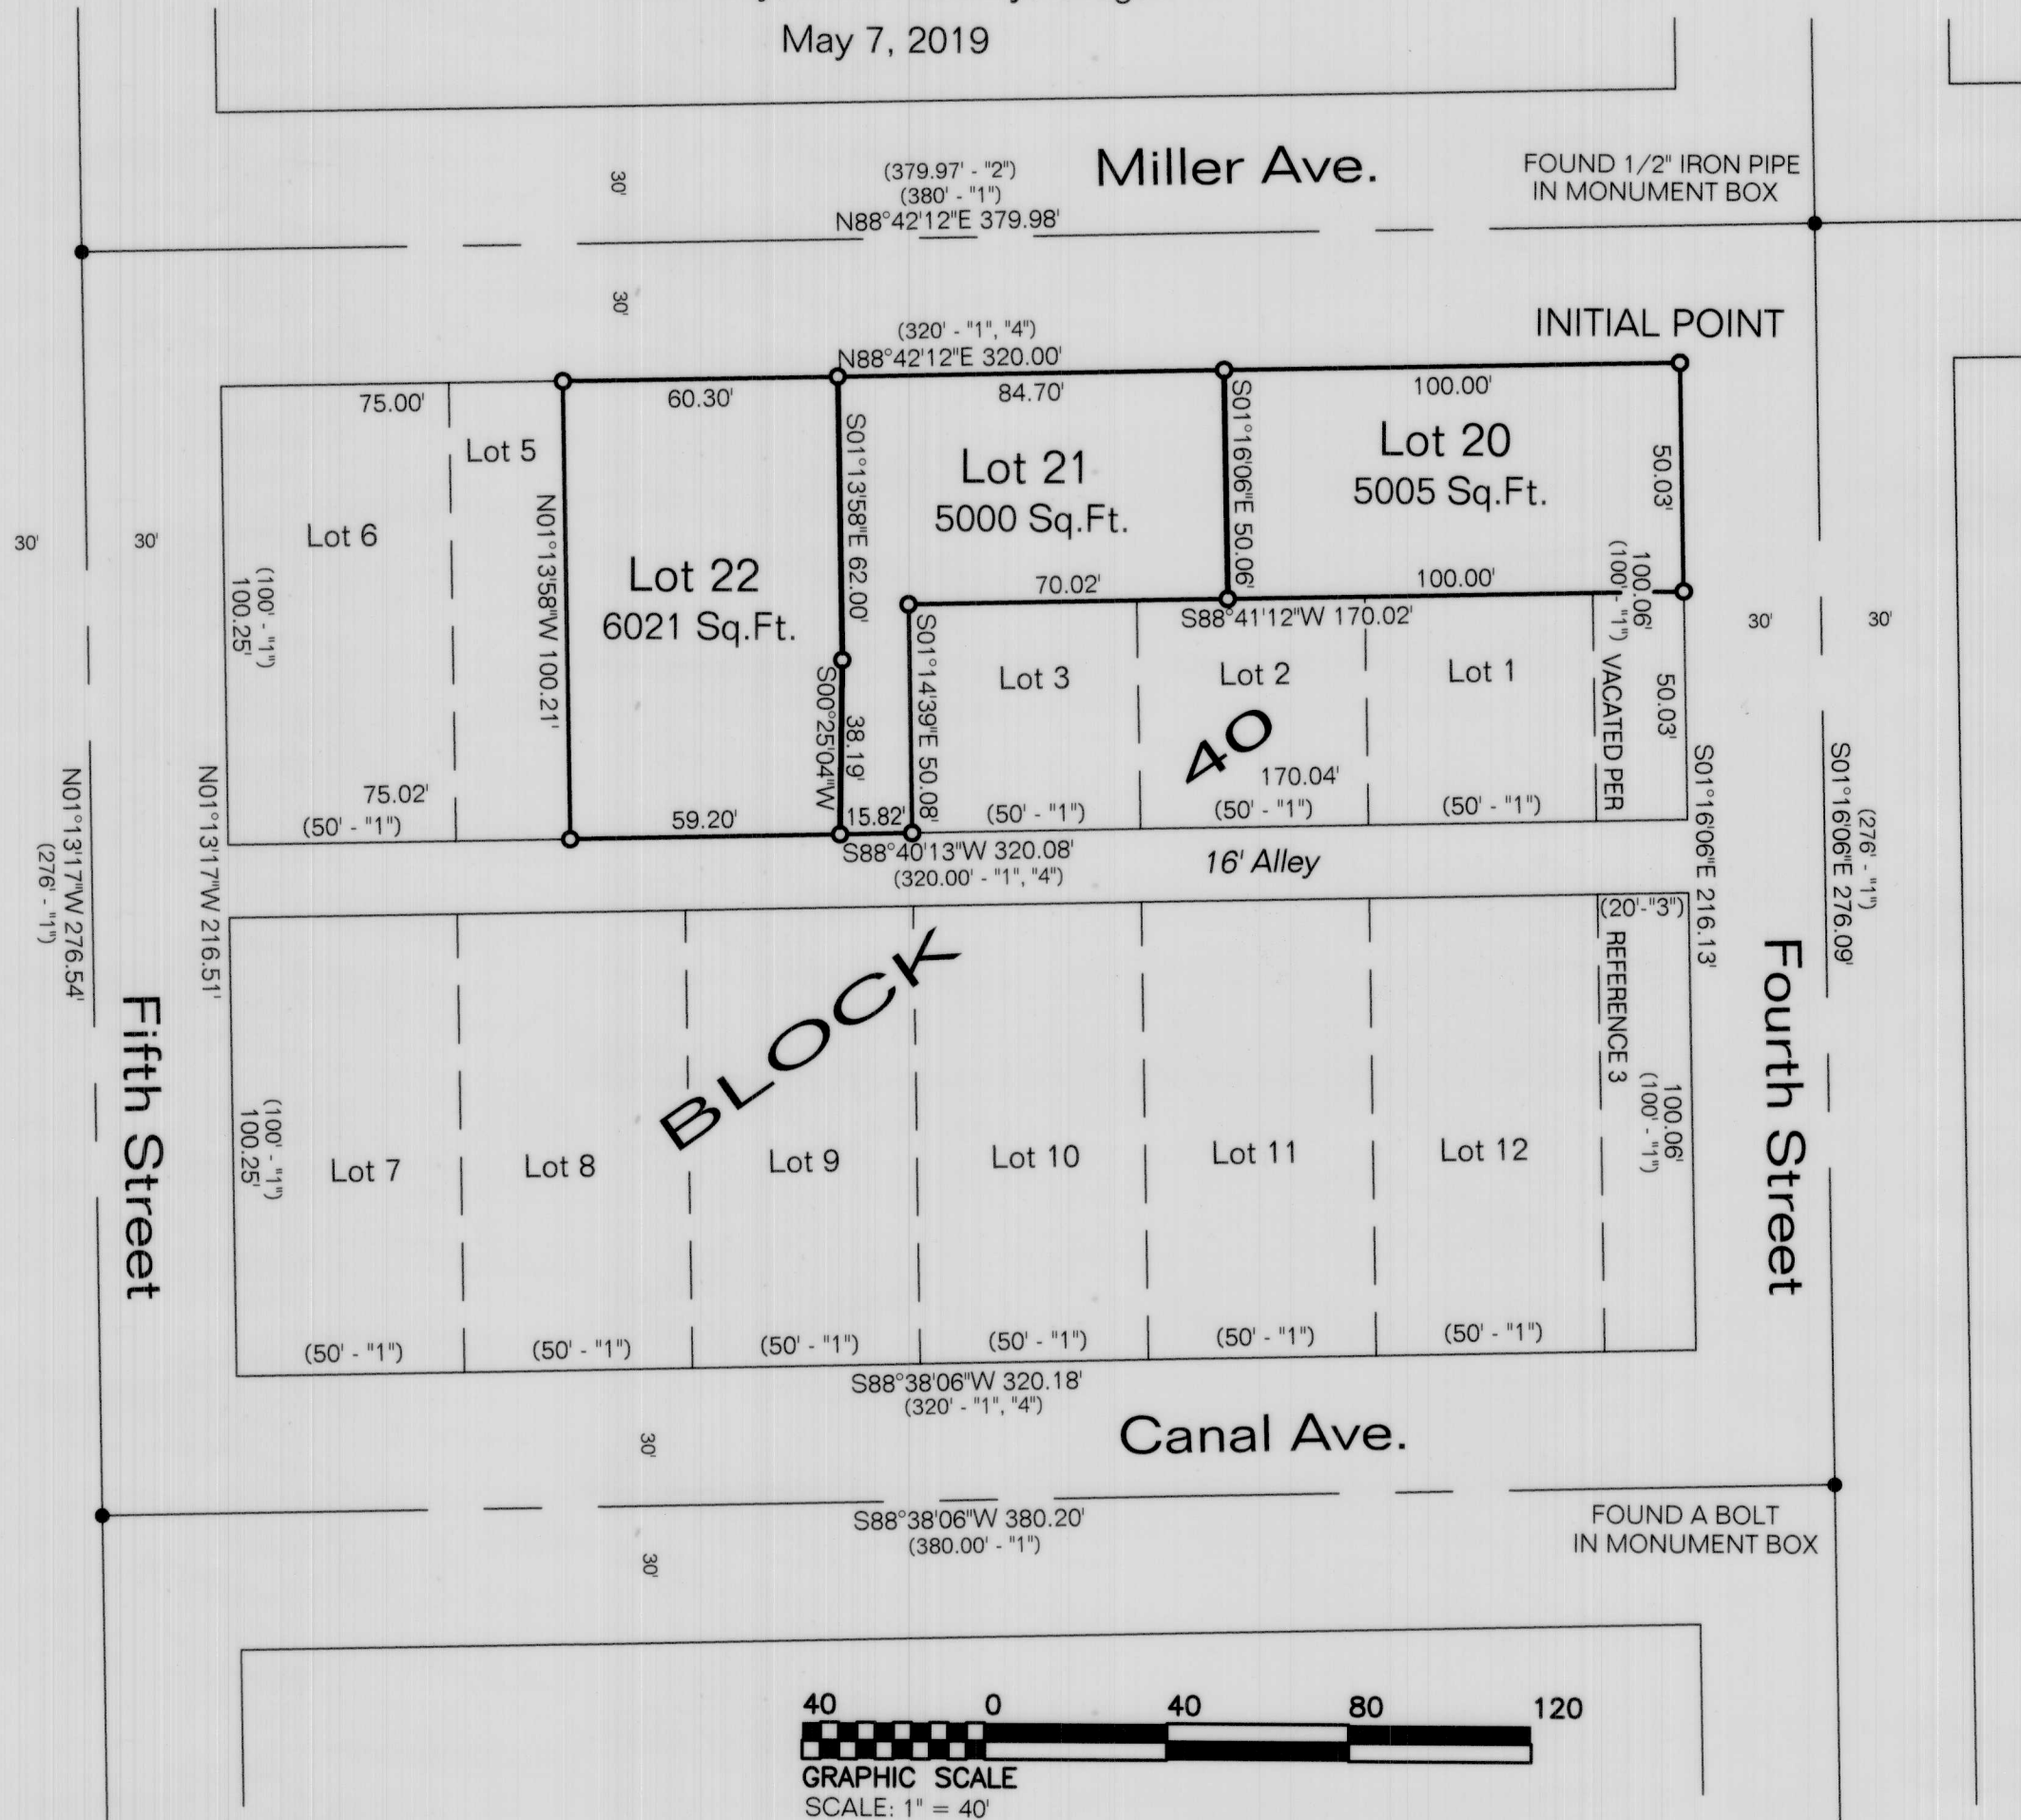 May 7, 2019
(379.97' - "2")
(380' - "1")
N88°42'12"E 379.98'
Miller Ave.
FOUND 1/2" IRON PIPE
IN MONUMENT BOX
30'
30'
INITIAL POINT
(320' - "1", "4")
N88°42'12"E 320.00'
75.00'
60.30'
84.70'
100.00'
Lot 5
Lot 6
Lot 22
6021 Sq.Ft.
Lot 21
5000 Sq.Ft.
Lot 20
5005 Sq.Ft.
N01°13'58"W 100.21'
S01°13'58"E 62.00'
S01°16'06"E 50.06'
50.03'
30'
30'
(100' - "1")
100.25'
70.02'
100.00'
S88°41'12"W 170.02'
100.06'
(100' - "1")
VACATED PER
30'
30'
S00°25'04"W
38.19'
S01°14'39"E 50.08'
Lot 3
Lot 2
Lot 1
50.03'
40
170.04'
75.02'
(50' - "1")
59.20'
15.82'
(50' - "1")
(50' - "1")
(50' - "1")
S88°40'13"W 320.08'
(320.00' - "1", "4")
16' Alley
N01°13'17"W 276.54'
(276' - "1")
N01°13'17"W 216.51'
S01°16'06"E 216.13'
(276' - "1")
S01°16'06"E 276.09'
(20'-"3")
REFERENCE 3
BLOCK
Fifth Street
Fourth Street
(100' - "1")
100.25'
100.06'
(100' - "1")
Lot 7
Lot 8
Lot 9
Lot 10
Lot 11
Lot 12
(50' - "1")
(50' - "1")
(50' - "1")
(50' - "1")
(50' - "1")
(50' - "1")
S88°38'06"W 320.18'
(320' - "1", "4")
Canal Ave.
30'
30'
S88°38'06"W 380.20'
(380.00' - "1")
FOUND A BOLT
IN MONUMENT BOX
40 0 40 80 120
GRAPHIC SCALE
SCALE: 1" = 40'